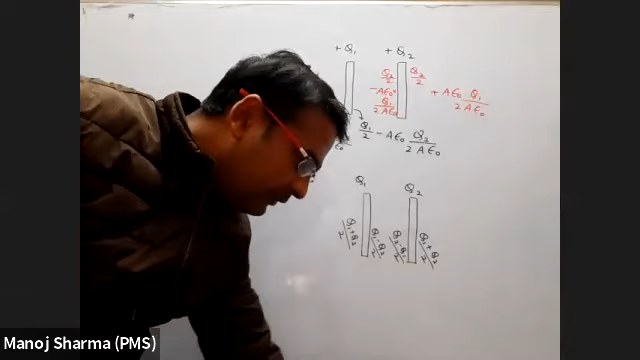 + Q₁ + Q₂
Q₂/2 Q₂/2 + Aε₀ Q₁/2Aε₀
- Aε₀ Q₁/2Aε₀
Q₁/2 - Aε₀ Q₂/2Aε₀
Q₁ Q₂
Q₁+Q₂/2 Q₁-Q₂/2 Q₂-Q₁/2 Q₁+Q₂/2
Manoj Sharma (PMS)